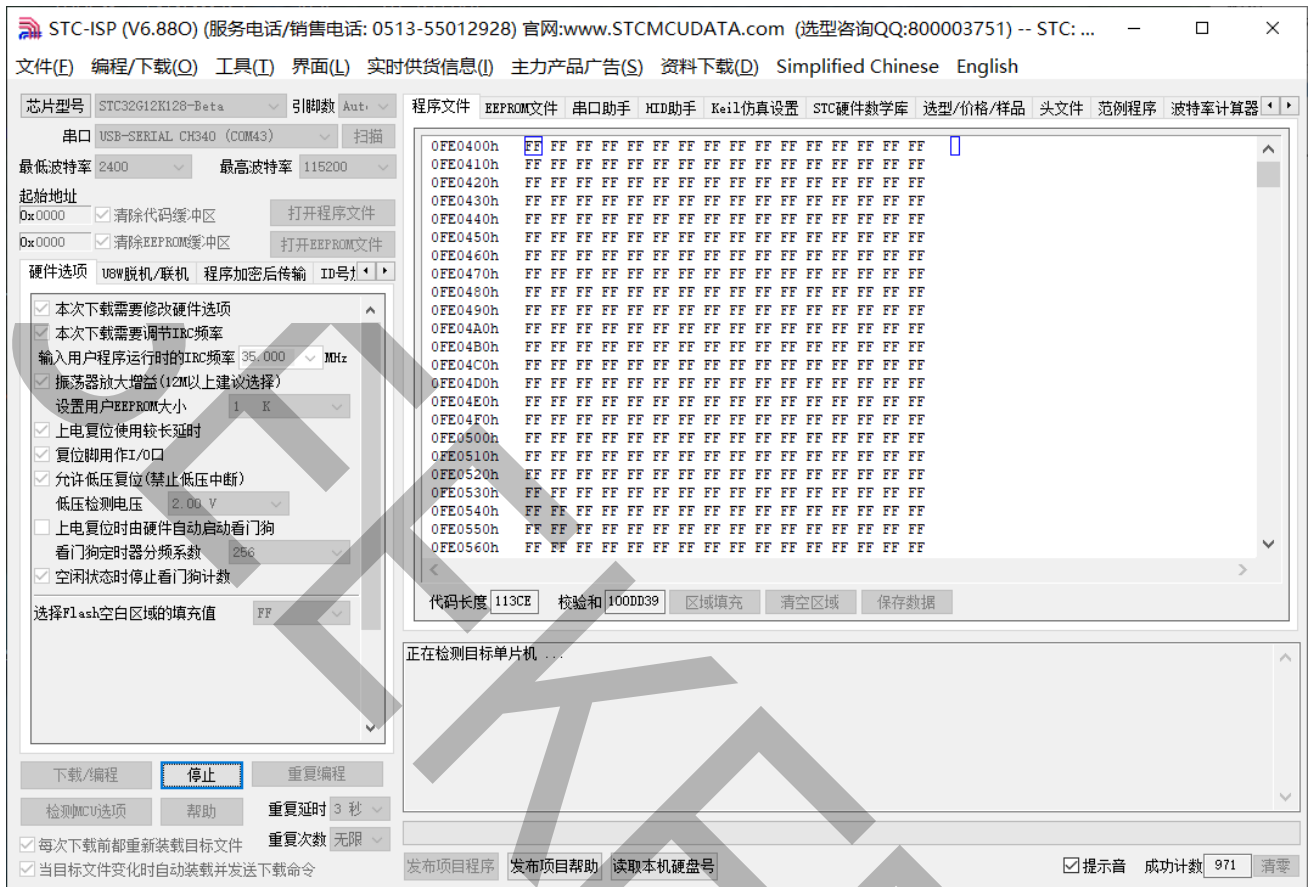 STC-ISP (V6.88O) (服务电话/销售电话: 0513-55012928) 官网:www.STCMCUDATA.com (选型咨询QQ:800003751) -- STC: ...
文件(F) 编程/下载(O) 工具(T) 界面(L) 实时供货信息(I) 主力产品广告(S) 资料下载(D) Simplified Chinese English
芯片型号 STC32G12K128-Beta 引脚数 Aut
串口 USB-SERIAL CH340 (COM43) 扫描
最低波特率 2400 最高波特率 115200
起始地址
0x0000 清除代码缓冲区 打开程序文件
0x0000 清除EEPROM缓冲区 打开EEPROM文件
硬件选项 U8W脱机/联机 程序加密后传输 ID号
本次下载需要修改硬件选项
本次下载需要调节IRC频率
输入用户程序运行时的IRC频率 35.000 MHz
振荡器放大增益(12M以上建议选择)
设置用户EEPROM大小 1 K
上电复位使用较长延时
复位脚用作I/O口
允许低压复位(禁止低压中断)
低压检测电压 2.00 V
上电复位时由硬件自动启动看门狗
看门狗定时器分频系数 256
空闲状态时停止看门狗计数
选择Flash空白区域的填充值 FF
下载/编程 停止 重复编程
检测MCU选项 帮助 重复延时 3 秒
每次下载前都重新装载目标文件 重复次数 无限
当目标文件变化时自动装载并发送下载命令
程序文件 EEPROM文件 串口助手 HID助手 Keil仿真设置 STC硬件数学库 选型/价格/样品 头文件 范例程序 波特率计算器
0FE0400h FF FF FF FF FF FF FF FF FF FF FF FF FF FF FF FF
0FE0410h FF FF FF FF FF FF FF FF FF FF FF FF FF FF FF FF
0FE0420h FF FF FF FF FF FF FF FF FF FF FF FF FF FF FF FF
0FE0430h FF FF FF FF FF FF FF FF FF FF FF FF FF FF FF FF
0FE0440h FF FF FF FF FF FF FF FF FF FF FF FF FF FF FF FF
0FE0450h FF FF FF FF FF FF FF FF FF FF FF FF FF FF FF FF
0FE0460h FF FF FF FF FF FF FF FF FF FF FF FF FF FF FF FF
0FE0470h FF FF FF FF FF FF FF FF FF FF FF FF FF FF FF FF
0FE0480h FF FF FF FF FF FF FF FF FF FF FF FF FF FF FF FF
0FE0490h FF FF FF FF FF FF FF FF FF FF FF FF FF FF FF FF
0FE04A0h FF FF FF FF FF FF FF FF FF FF FF FF FF FF FF FF
0FE04B0h FF FF FF FF FF FF FF FF FF FF FF FF FF FF FF FF
0FE04C0h FF FF FF FF FF FF FF FF FF FF FF FF FF FF FF FF
0FE04D0h FF FF FF FF FF FF FF FF FF FF FF FF FF FF FF FF
0FE04E0h FF FF FF FF FF FF FF FF FF FF FF FF FF FF FF FF
0FE04F0h FF FF FF FF FF FF FF FF FF FF FF FF FF FF FF FF
0FE0500h FF FF FF FF FF FF FF FF FF FF FF FF FF FF FF FF
0FE0510h FF FF FF FF FF FF FF FF FF FF FF FF FF FF FF FF
0FE0520h FF FF FF FF FF FF FF FF FF FF FF FF FF FF FF FF
0FE0530h FF FF FF FF FF FF FF FF FF FF FF FF FF FF FF FF
0FE0540h FF FF FF FF FF FF FF FF FF FF FF FF FF FF FF FF
0FE0550h FF FF FF FF FF FF FF FF FF FF FF FF FF FF FF FF
0FE0560h FF FF FF FF FF FF FF FF FF FF FF FF FF FF FF FF
代码长度 113CE 校验和 100DD39 区域填充 清空区域 保存数据
正在检测目标单片机 ...
发布项目程序 发布项目帮助 读取本机硬盘号 提示音 成功计数 971 清零